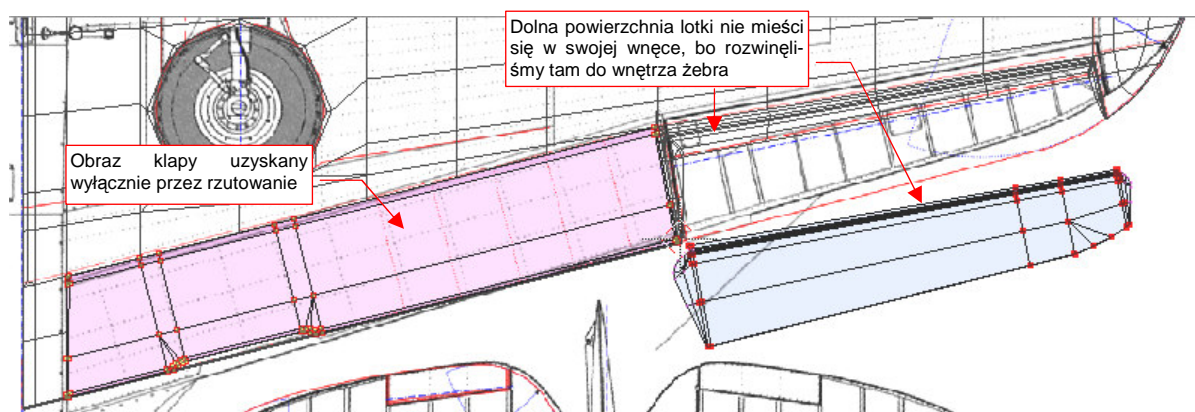 Dolna powierzchnia lotki nie mieści
się w swojej wnęce, bo rozwinęli-
śmy tam do wnętrza żebra
Obraz klapy uzyskany
wyłącznie przez rzutowanie